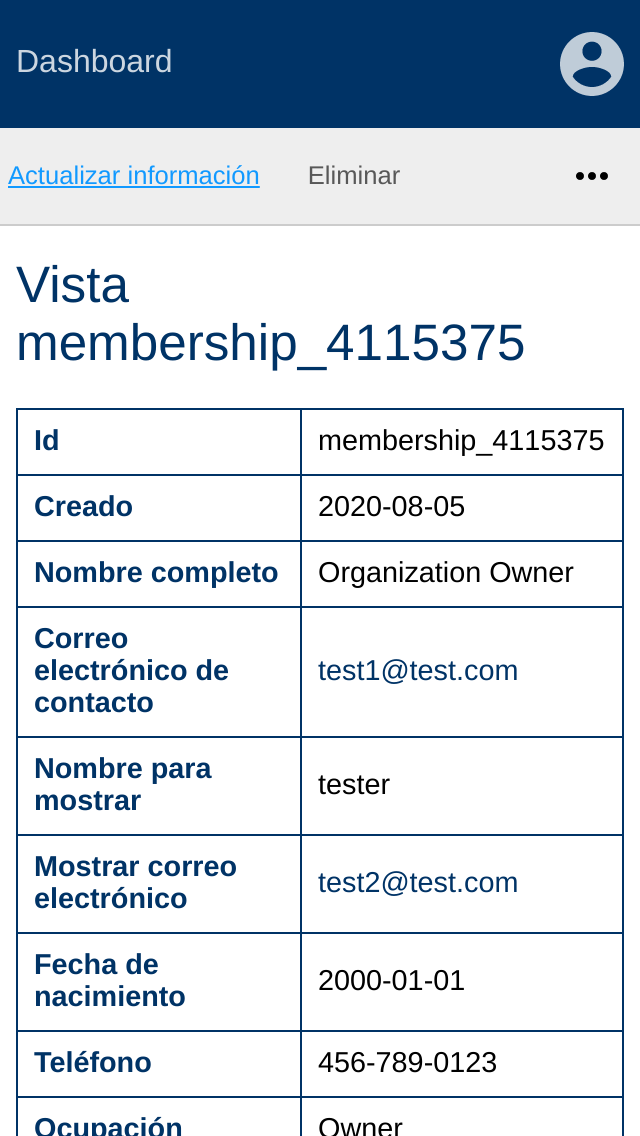 Dashboard
Actualizar información Eliminar •••
Vista
membership_4115375
Id membership_4115375
Creado 2020-08-05
Nombre completo Organization Owner
Correo
electrónico de
contacto
test1@test.com
Nombre para
mostrar
tester
Mostrar correo
electrónico
test2@test.com
Fecha de
nacimiento
2000-01-01
Teléfono 456-789-0123
Ocupación Owner